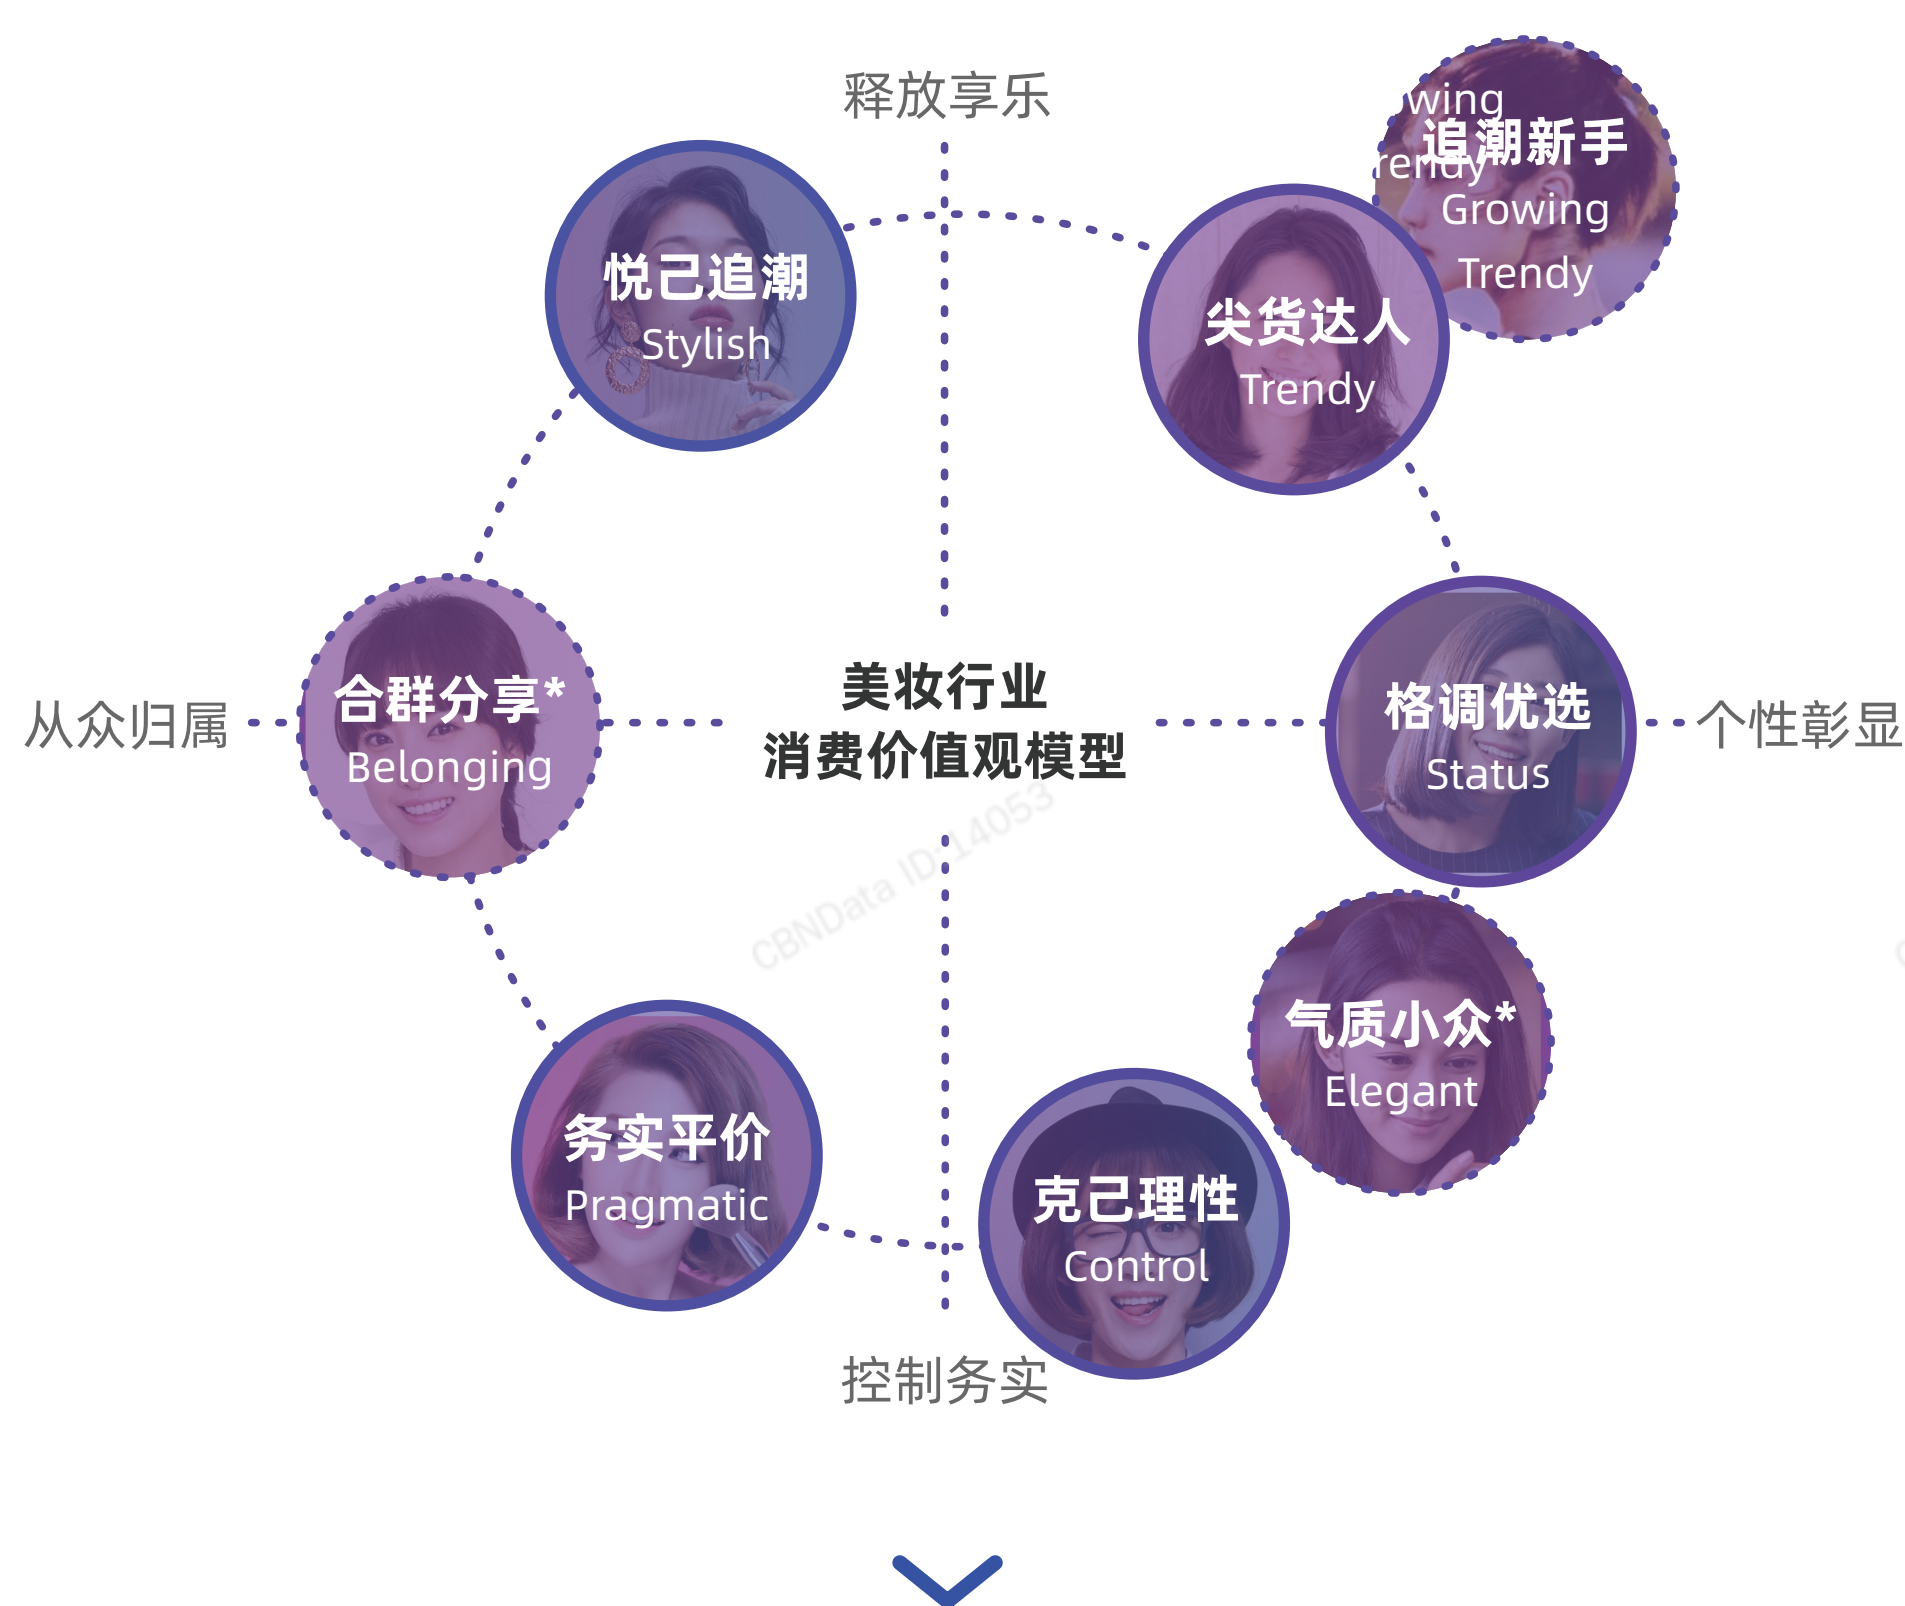 释放享乐
owing
rendy
追潮新手
Growing
Trendy
悦己追潮
Stylish
尖货达人
Trendy
合群分享*
Belonging
从众归属
美妆行业
消费价值观模型
格调优选
Status
个性彰显
CBNData ID:14053
气质小众*
Elegant
务实平价
Pragmatic
克己理性
Control
控制务实